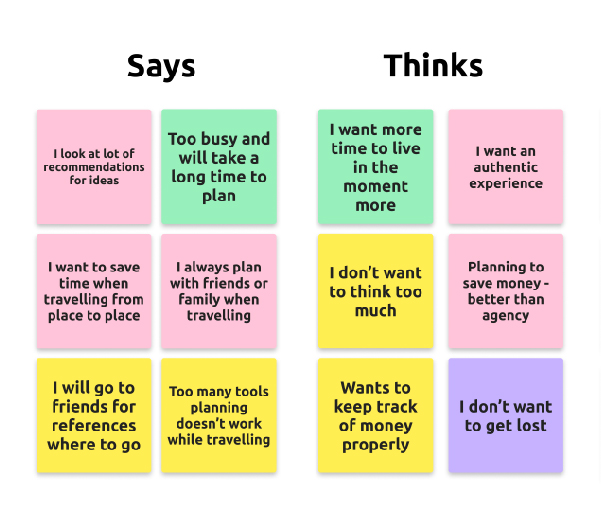 Says
Thinks
I look at lot of
recommendations
for ideas
Too busy and
will take a
long time to
plan
I want more
time to live
in the
moment
more
I want an
authentic
experience
I want to save
time when
travelling from
place to place
I always plan
with friends or
family when
travelling
I don't want
to think too
much
Planning to
save money -
better than
agency
I will go to
friends for
references
where to go
Too many tools
planning
doesn't work
while travelling
Wants to
keep track
of money
properly
I don't want
to get lost